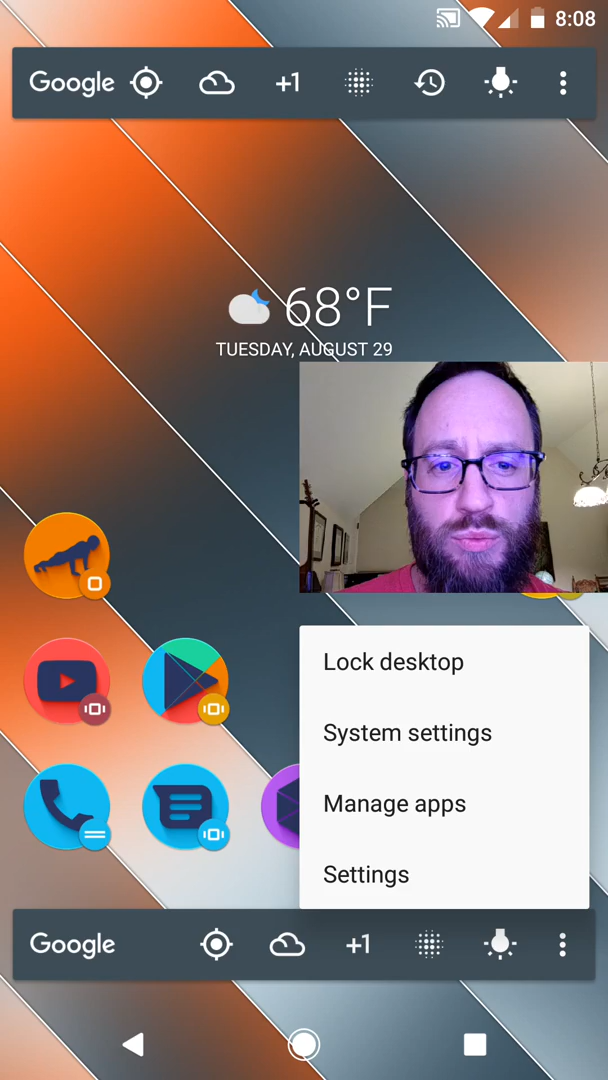 8:08
Google +1
68°F
TUESDAY, AUGUST 29
Lock desktop
System settings
Manage apps
Settings
Google +1